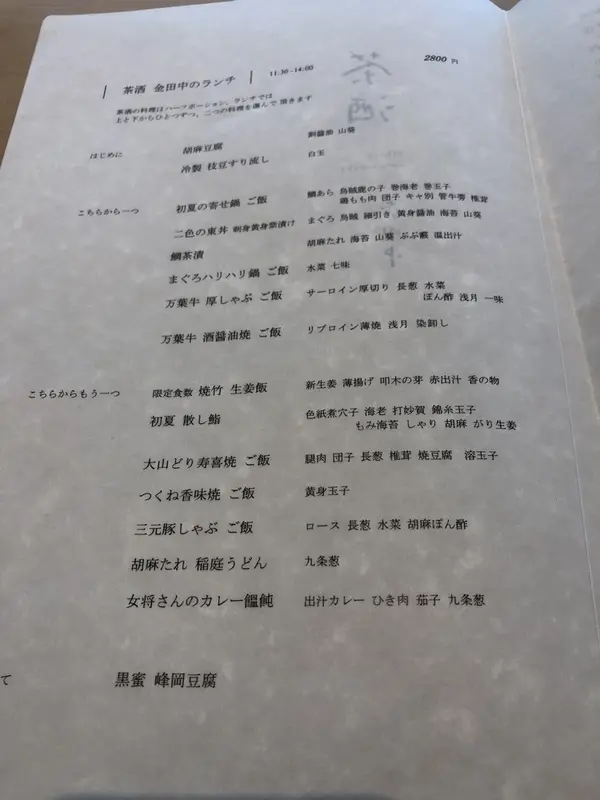 茶酒 金田中のランチ 11:30-14:00 2800 円
茶酒の料理はハーフポーション、ランチでは
上と下からひとつずつ、二つの料理を選んで 頂きます
はじめに 胡麻豆腐 割醤油 山葵
冷製 枝豆すり流し 白玉
こちらから一つ 初夏の寄せ鍋 ご飯 鯛あら 烏賊鹿の子 巻海老 巻玉子
鶏もも肉 団子 キャ別 管牛蒡 椎茸
二色の東丼 刺身黄身醤漬け まぐろ 烏賊 細引き 黄身醤油 海苔 山葵
鯛茶漬 胡麻たれ 海苔 山葵 ぶぶ霰 温出汁
まぐろハリハリ鍋 ご飯 水菜 七味
万葉牛 厚しゃぶ ご飯 サーロイン厚切り 長葱 水菜
ぽん酢 浅月 一味
万葉牛 酒醤油焼 ご飯 リブロイン薄焼 浅月 染卸し
こちらからもう一つ 限定食数 焼竹 生姜飯 新生姜 薄揚げ 叩木の芽 赤出汁 香の物
初夏 散し鮨 色紙煮穴子 海老 打妙賀 錦糸玉子
もみ海苔 しゃり 胡麻 がり生姜
大山どり寿喜焼 ご飯 腿肉 団子 長葱 椎茸 焼豆腐 溶玉子
つくね香味焼 ご飯 黄身玉子
三元豚しゃぶ ご飯 ロース 長葱 水菜 胡麻ぽん酢
胡麻たれ 稲庭うどん 九条葱
女将さんのカレー饂飩 出汁カレー ひき肉 茄子 九条葱
て 黒蜜 峰岡豆腐
茶酒